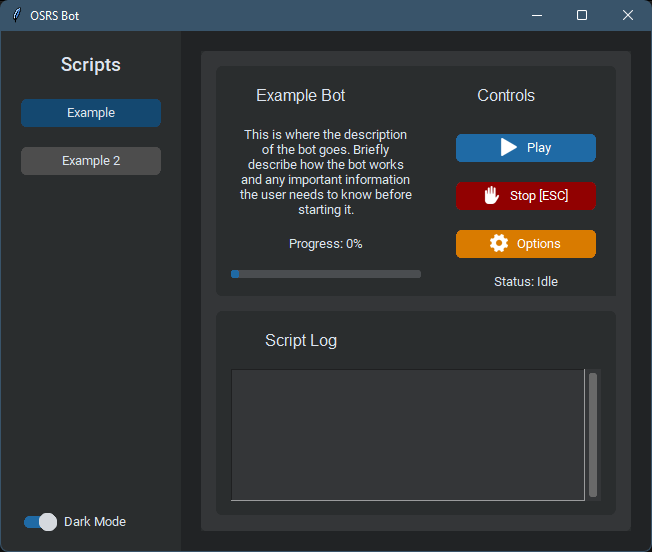 OSRS Bot
Scripts
Example
Example 2
Dark Mode
Example Bot
This is where the description
of the bot goes. Briefly
describe how the bot works
and any important information
the user needs to know before
starting it.
Progress: 0%
Controls
Play
Stop [ESC]
Options
Status: Idle
Script Log